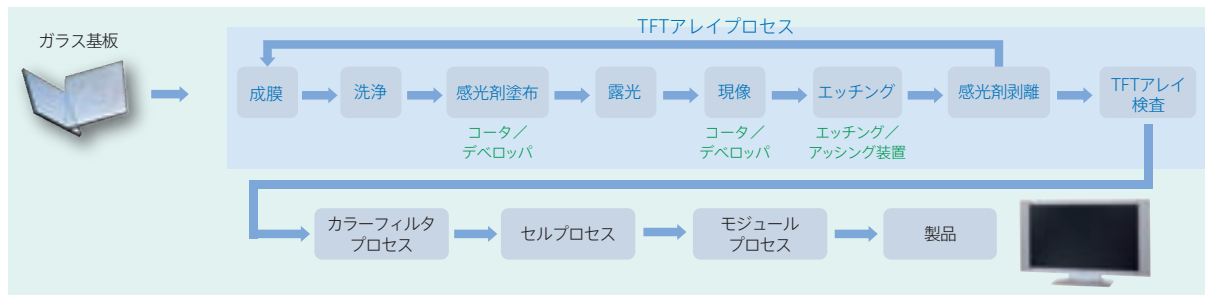 TFTアレイプロセス
ガラス基板
成膜
洗浄
感光剤塗布
露光
現像
エッチング
感光剤剥離
TFTアレイ
検査
コータ／
デベロッパ
コータ／
デベロッパ
エッチング／
アッシング装置
カラーフィルタ
プロセス
セルプロセス
モジュール
プロセス
製品